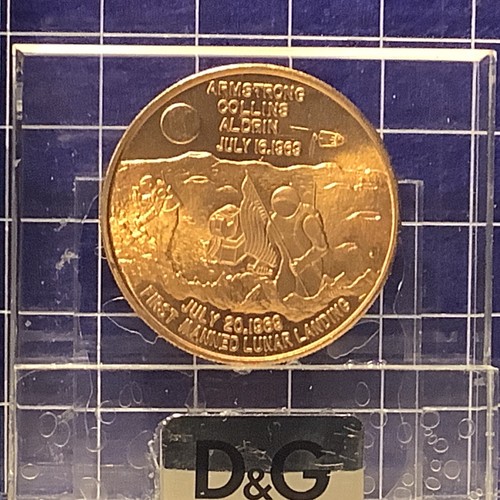 ARMSTRONG
COLLINS
ALDRIN
JULY 16, 1969
JULY 20, 1969
FIRST MANNED LUNAR LANDING
D&G